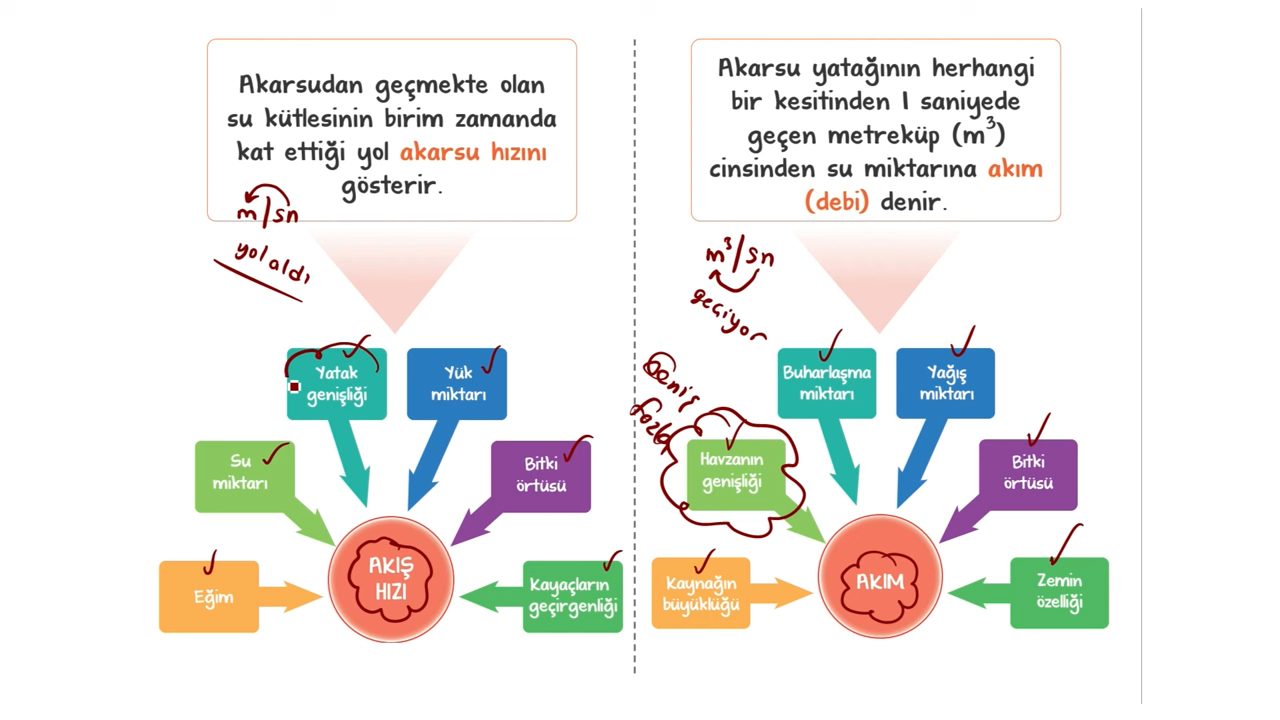 Akarsudan geçmekte olan
su kütlesinin birim zamanda
kat ettiği yol akarsu hızını
gösterir.
m/sn
yol aldı
Yatak
genişliği
Yük
miktarı
Su
miktarı
Bitki
örtüsü
Eğim
AKIŞ
HIZI
Kayaçların
geçirgenliği
Akarsu yatağının herhangi
bir kesitinden 1 saniyede
geçen metreküp (m³)
cinsinden su miktarına akım
(debi) denir.
m³/sn
geçiyor
Buharlaşma
miktarı
Yağış
miktarı
Geniş
fazla
Havzanın
genişliği
Bitki
örtüsü
Kaynağın
büyüklüğü
AKIM
Zemin
özelliği